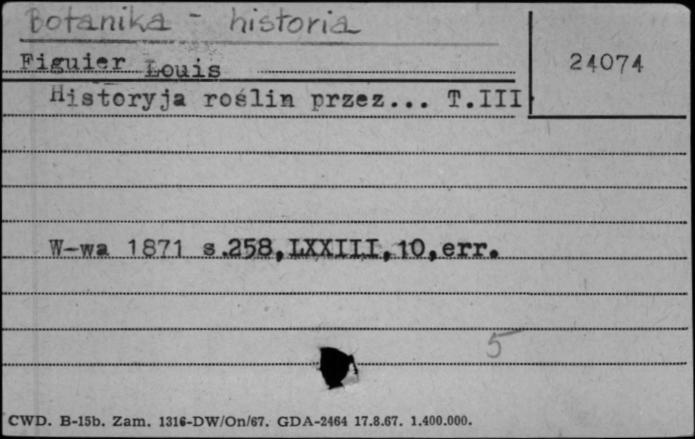 Botanika - historia
Figuier Louis
24074
Historyja roślin przez... T.III
W-wa 1871 s.258,LXXIII,10,err.
5
CWD. B-15b. Zam. 1316-DW/On/67. GDA-2464 17.8.67. 1.400.000.